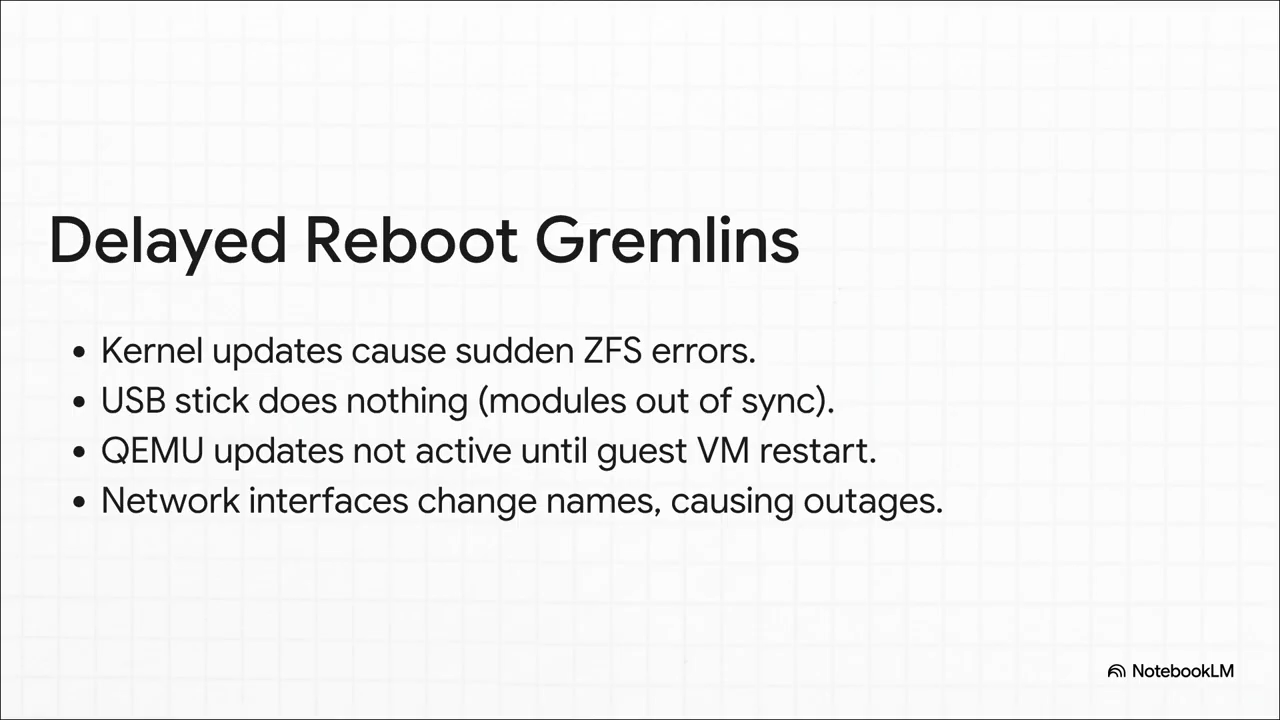 Delayed Reboot Gremlins
• Kernel updates cause sudden ZFS errors.
• USB stick does nothing (modules out of sync).
• QEMU updates not active until guest VM restart.
• Network interfaces change names, causing outages.
NotebookLM